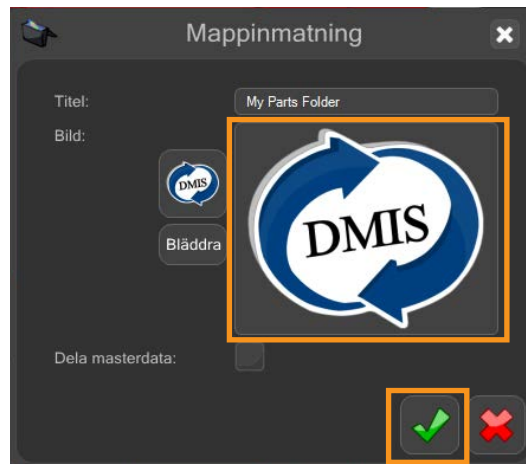 Mappinmatning
Titel:
My Parts Folder
Bild:
DMIS
DMIS
Bläddra
Dela masterdata: